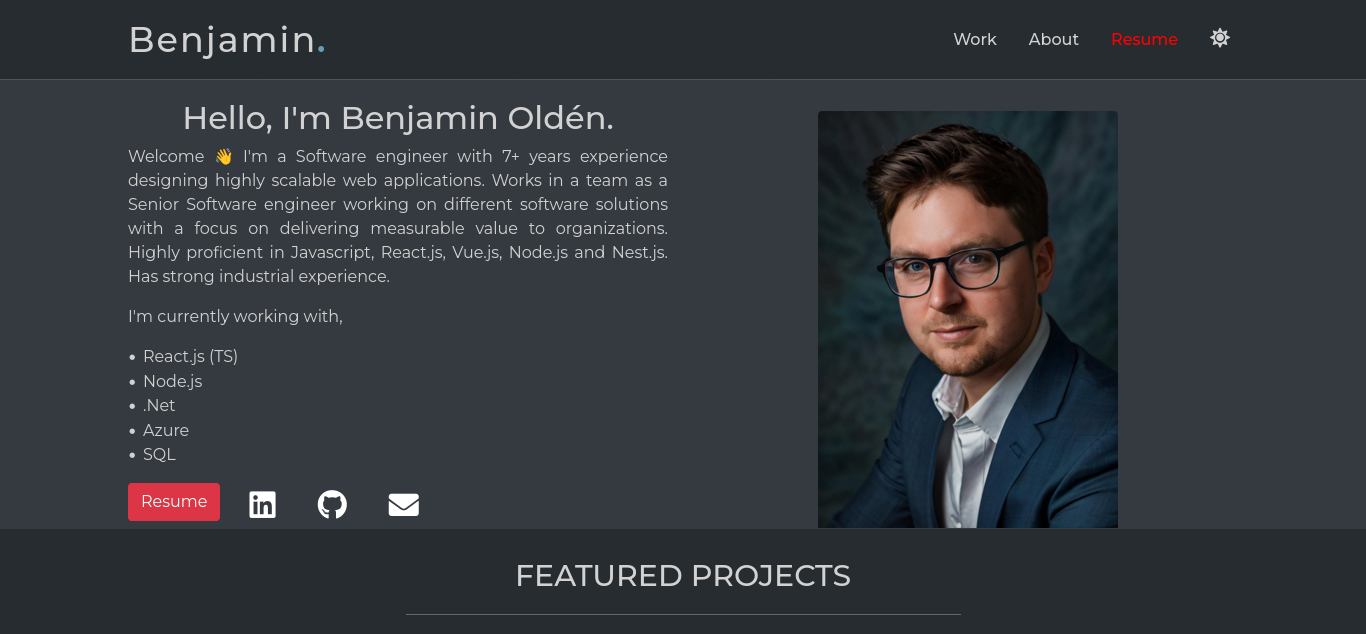 Benjamin.
Work
About
Resume
Hello, I'm Benjamin Oldén.
Welcome 👋 I'm a Software engineer with 7+ years experience
designing highly scalable web applications. Works in a team as a
Senior Software engineer working on different software solutions
with a focus on delivering measurable value to organizations.
Highly proficient in Javascript, React.js, Vue.js, Node.js and Nest.js.
Has strong industrial experience.
I'm currently working with,
• React.js (TS)
• Node.js
• .Net
• Azure
• SQL
Resume
in
FEATURED PROJECTS